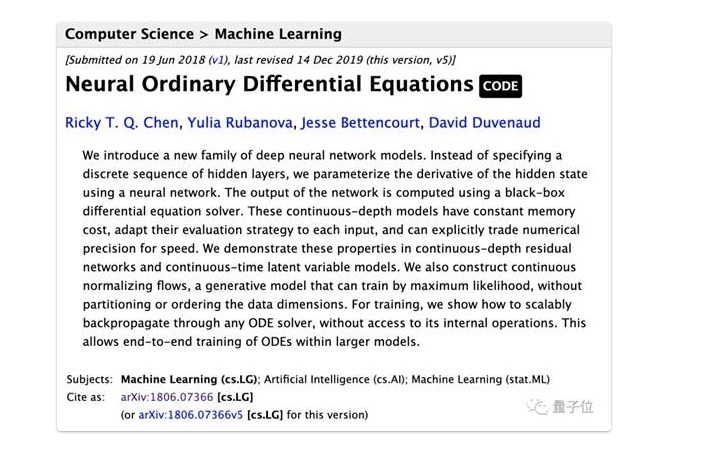 Computer Science > Machine Learning
[Submitted on 19 Jun 2018 (v1), last revised 14 Dec 2019 (this version, v5)]
Neural Ordinary Differential Equations CODE
Ricky T. Q. Chen, Yulia Rubanova, Jesse Bettencourt, David Duvenaud
We introduce a new family of deep neural network models. Instead of specifying a
discrete sequence of hidden layers, we parameterize the derivative of the hidden state
using a neural network. The output of the network is computed using a black-box
differential equation solver. These continuous-depth models have constant memory
cost, adapt their evaluation strategy to each input, and can explicitly trade numerical
precision for speed. We demonstrate these properties in continuous-depth residual
networks and continuous-time latent variable models. We also construct continuous
normalizing flows, a generative model that can train by maximum likelihood, without
partitioning or ordering the data dimensions. For training, we show how to scalably
backpropagate through any ODE solver, without access to its internal operations. This
allows end-to-end training of ODEs within larger models.
Subjects: Machine Learning (cs.LG); Artificial Intelligence (cs.AI); Machine Learning (stat.ML)
Cite as: arXiv:1806.07366 [cs.LG]
(or arXiv:1806.07366v5 [cs.LG] for this version)
量子位